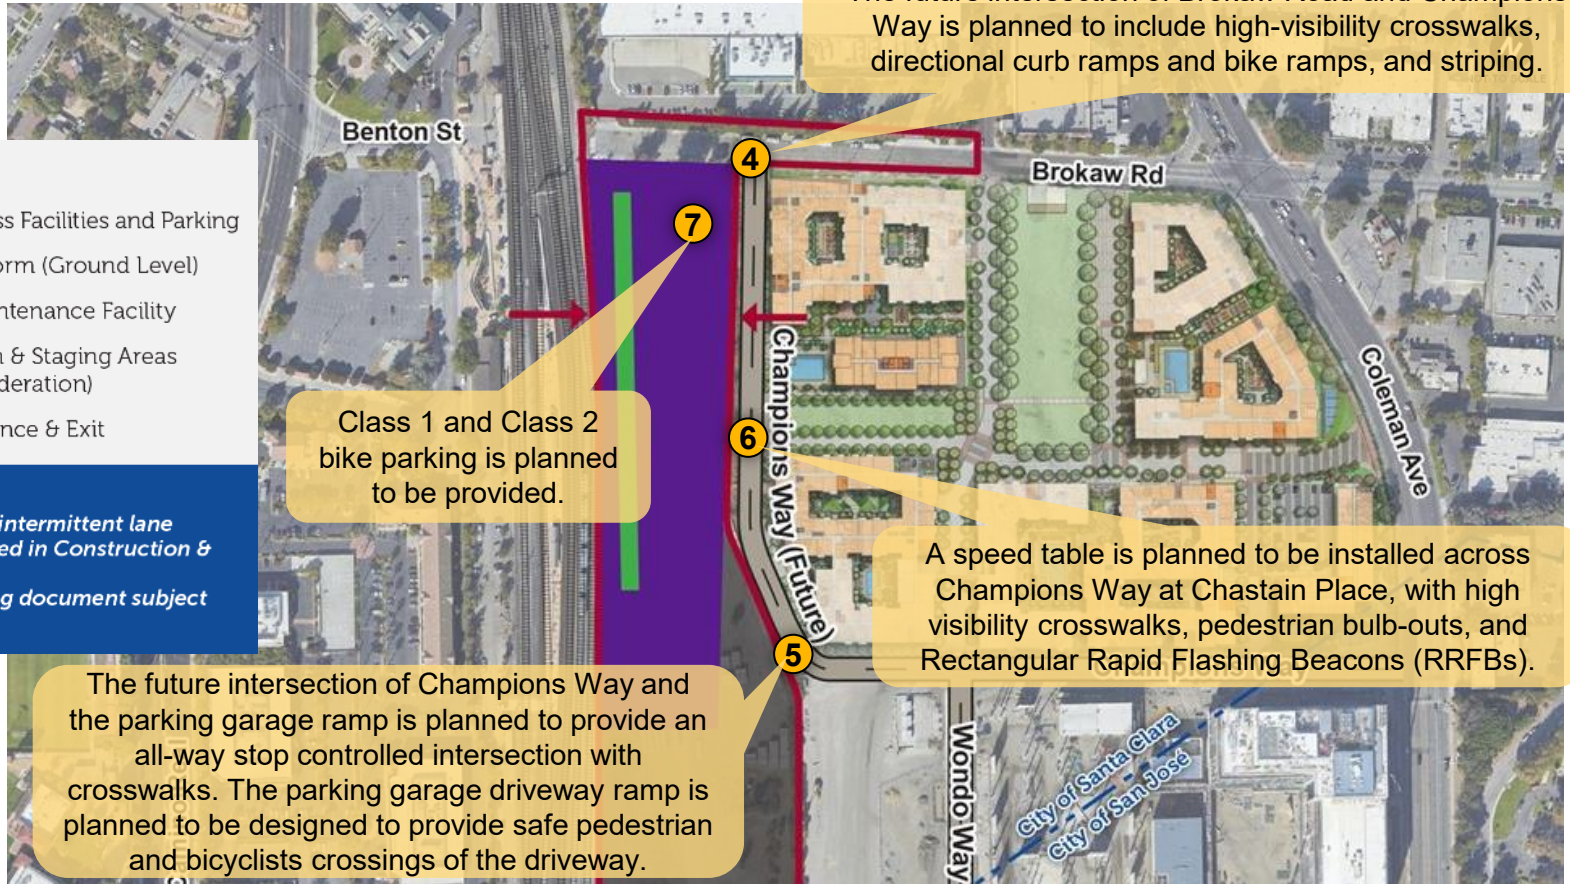 Way is planned to include high-visibility crosswalks,
directional curb ramps and bike ramps, and striping.
Benton St
4
Brokaw Rd
ss Facilities and Parking
orm (Ground Level)
ntenance Facility
n & Staging Areas
deration)
nce & Exit
intermittent lane
ed in Construction &
g document subject
7
Class 1 and Class 2
bike parking is planned
to be provided.
6
Champions Way (Future)
Coleman Ave
A speed table is planned to be installed across
Champions Way at Chastain Place, with high
visibility crosswalks, pedestrian bulb-outs, and
Rectangular Rapid Flashing Beacons (RRFBs).
5
Champions Way
The future intersection of Champions Way and
the parking garage ramp is planned to provide an
all-way stop controlled intersection with
crosswalks. The parking garage driveway ramp is
planned to be designed to provide safe pedestrian
and bicyclists crossings of the driveway.
Wondo Way
City of Santa Clara
City of San José